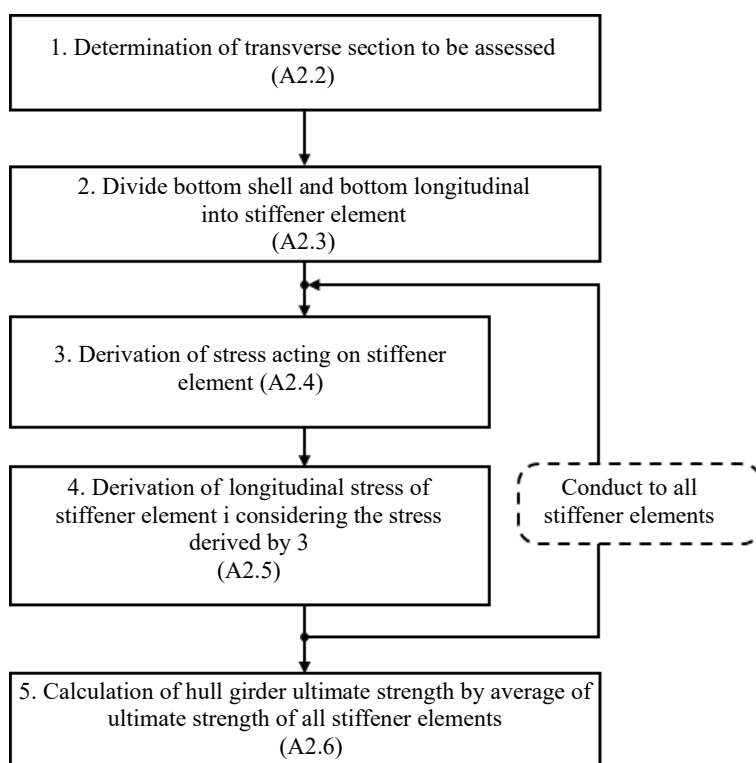 1. Determination of transverse section to be assessed
(A2.2)
2. Divide bottom shell and bottom longitudinal
into stiffener element
(A2.3)
3. Derivation of stress acting on stiffener
element (A2.4)
4. Derivation of longitudinal stress of
stiffener element i considering the stress
derived by 3
(A2.5)
Conduct to all
stiffener elements
5. Calculation of hull girder ultimate strength by average of
ultimate strength of all stiffener elements
(A2.6)